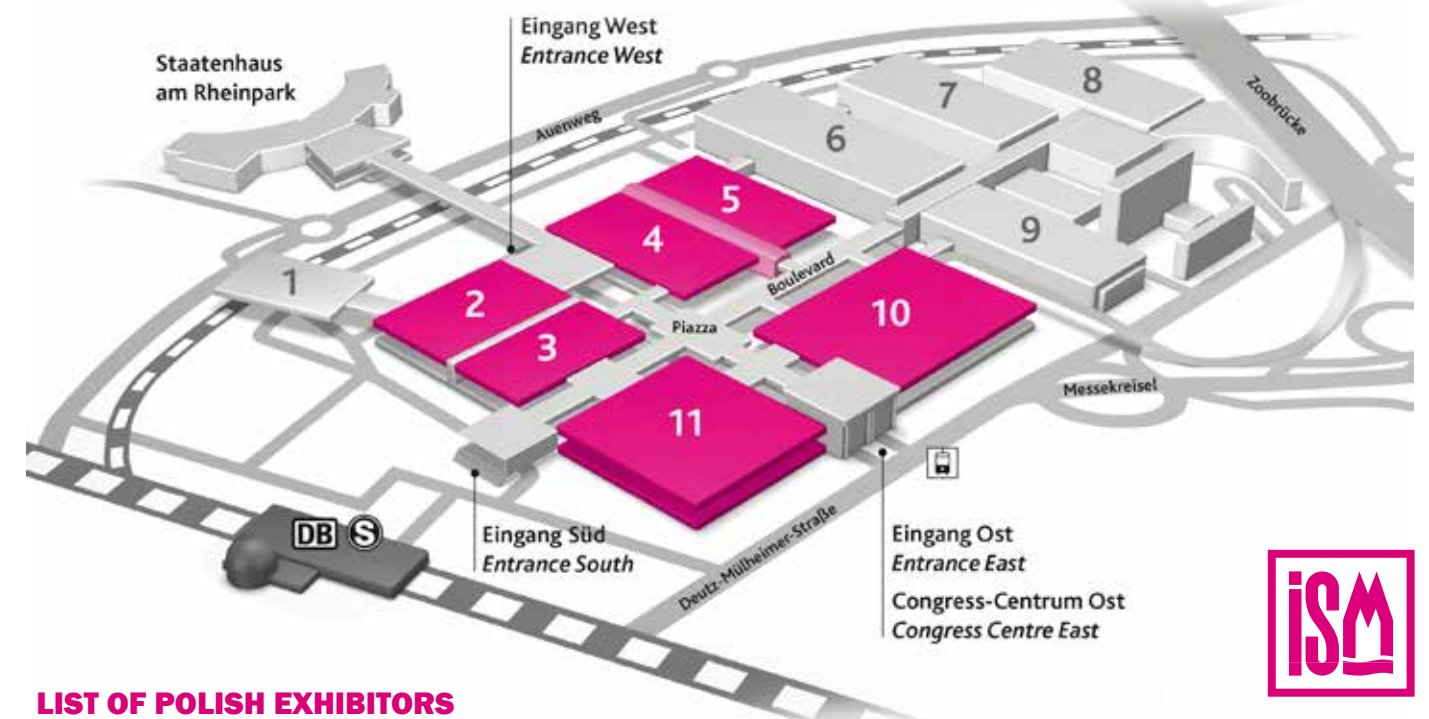 Eingang West
Entrance West
Staatenhaus
am Rheinpark
Auenweg
Zoobrücke
8
7
6
5
4
9
Boulevard
1
2
10
3
Piazza
Messekreisel
11
DB S
Eingang Süd
Entrance South
Deutz-Mülheimer-Straße
Eingang Ost
Entrance East
Congress-Centrum Ost
Congress Centre East
iSM
LIST OF POLISH EXHIBITORS